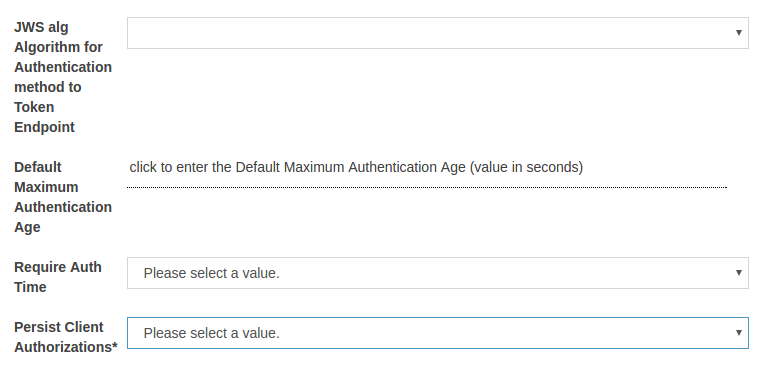 JWS alg
Algorithm for
Authentication
method to
Token
Endpoint
Default
Maximum
Authentication
Age
click to enter the Default Maximum Authentication Age (value in seconds)
Require Auth
Time
Please select a value.
Persist Client
Authorizations*
Please select a value.